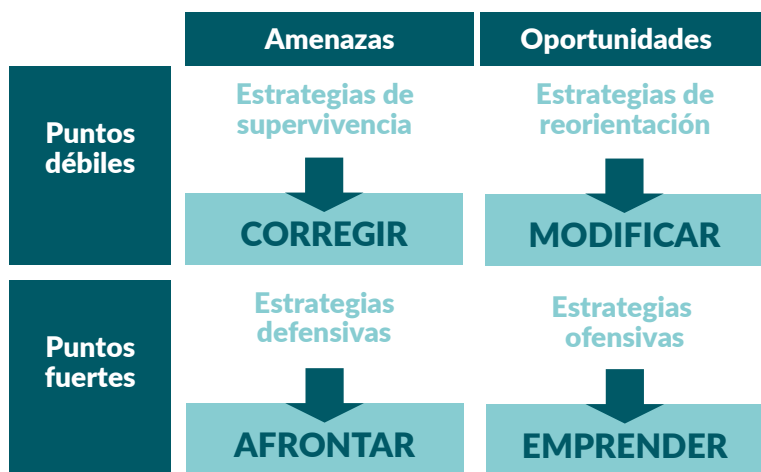 Amenazas
Oportunidades
Puntos
débiles
Estrategias de
supervivencia
Estrategias de
reorientación
CORREGIR
MODIFICAR
Puntos
fuertes
Estrategias
defensivas
Estrategias
ofensivas
AFRONTAR
EMPRENDER